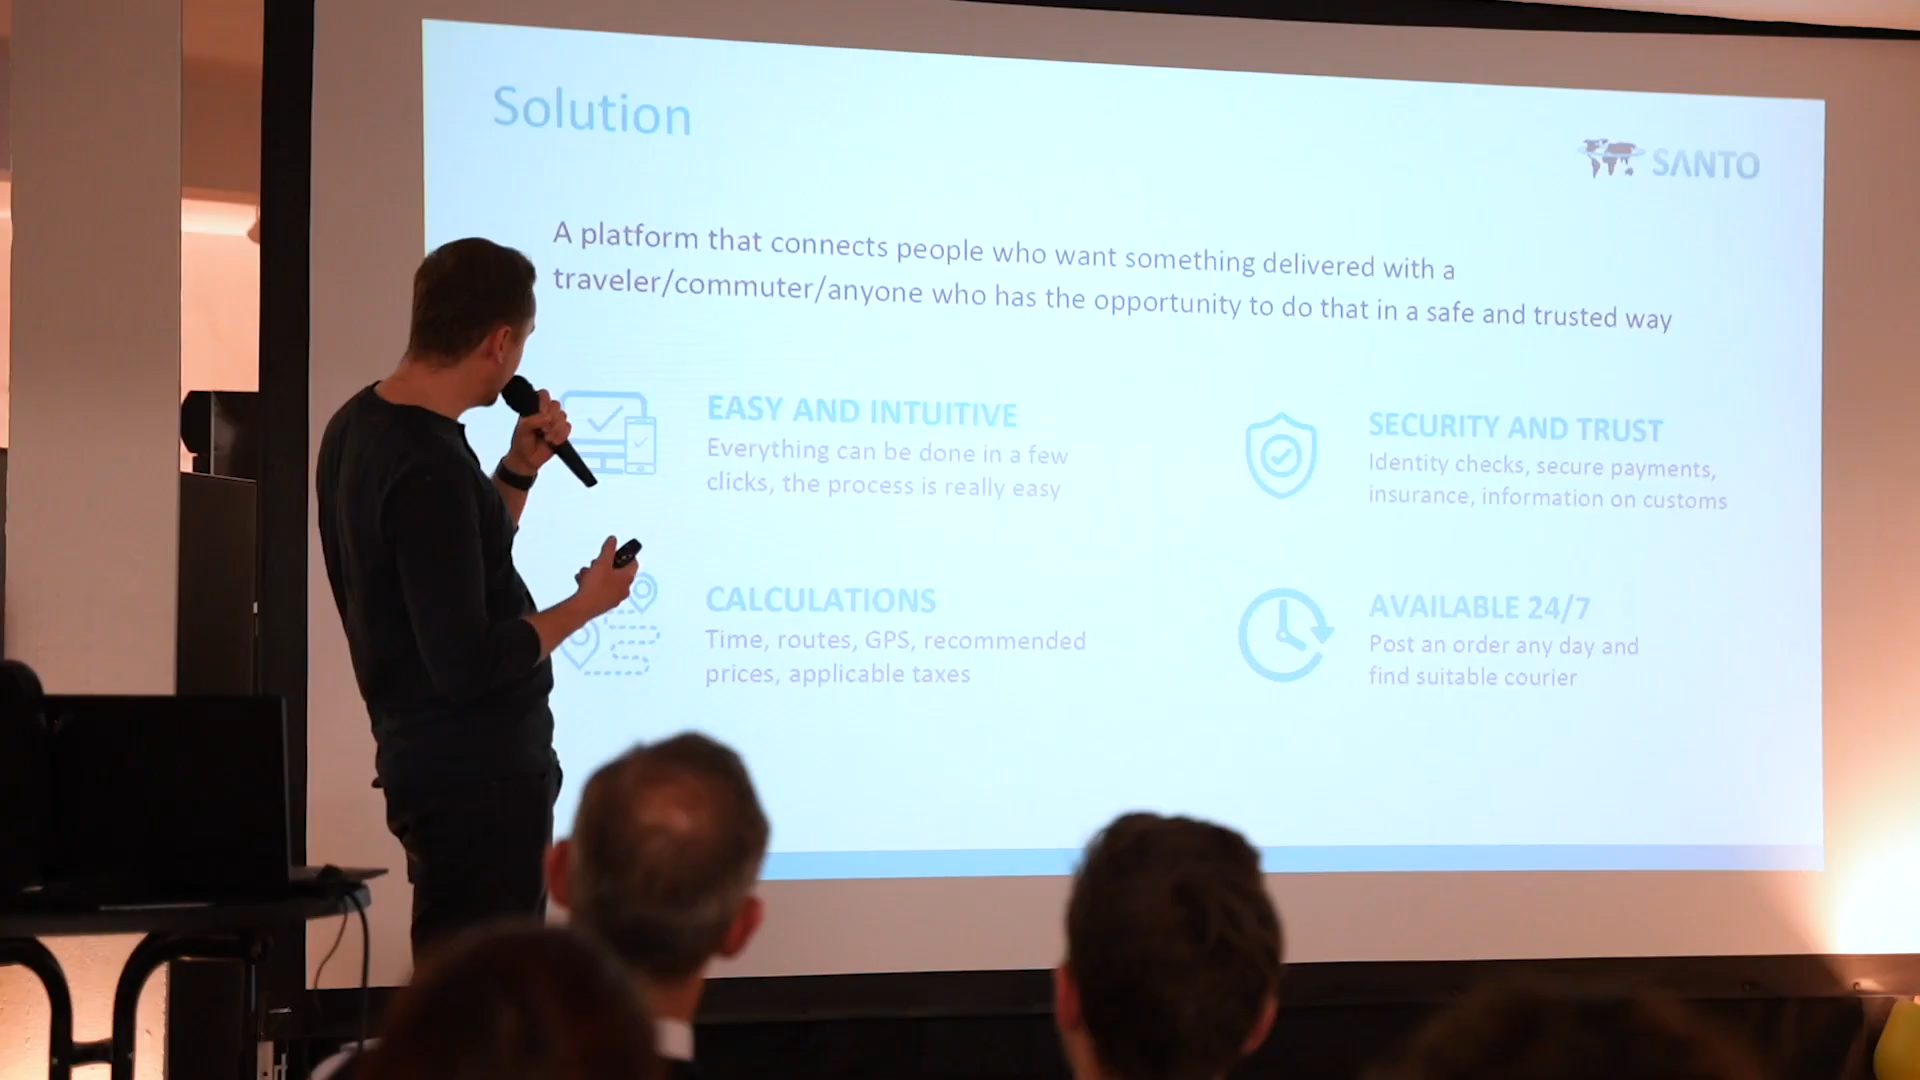 Solution
SANTO
A platform that connects people who want something delivered with a
traveler/commuter/anyone who has the opportunity to do that in a safe and trusted way
EASY AND INTUITIVE
Everything can be done in a few
clicks, the process is really easy
SECURITY AND TRUST
Identity checks, secure payments,
insurance, information on customs
CALCULATIONS
Time, routes, GPS, recommended
prices, applicable taxes
AVAILABLE 24/7
Post an order any day and
find suitable courier